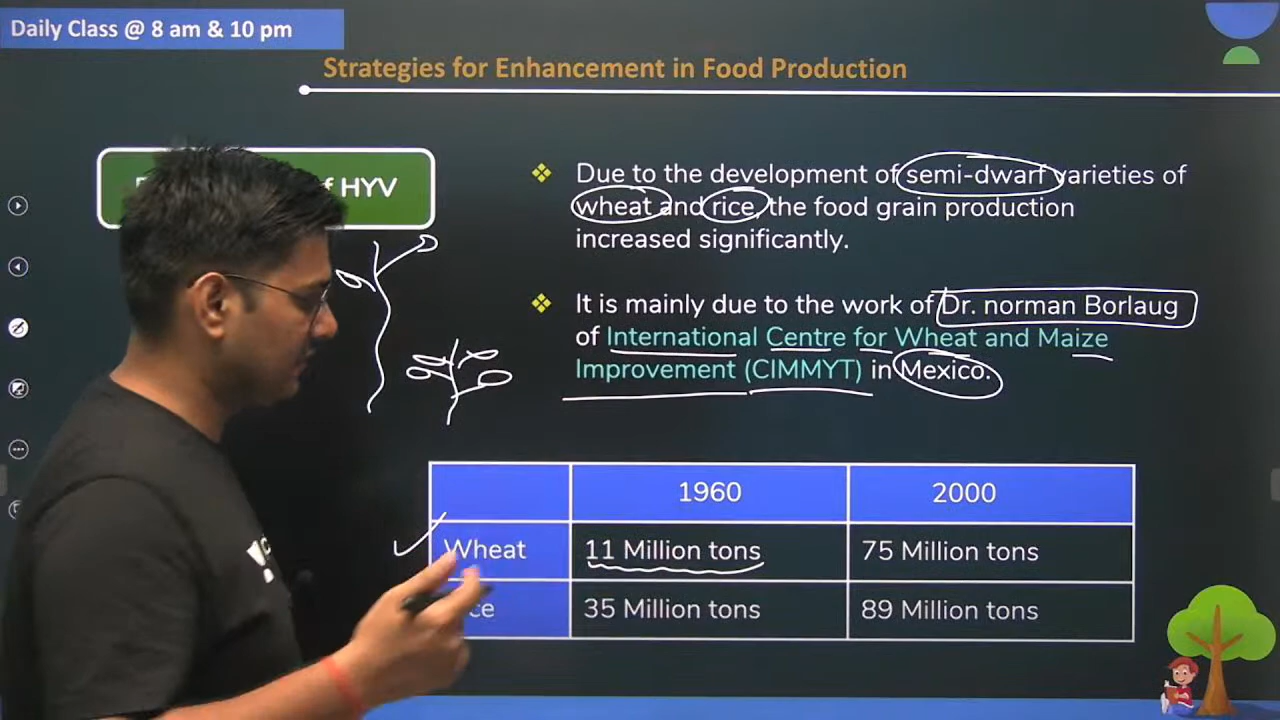 Daily Class @ 8 am & 10 pm
Strategies for Enhancement in Food Production
of HYV
Due to the development of semi-dwarf varieties of
wheat and rice, the food grain production
increased significantly.
It is mainly due to the work of Dr. norman Borlaug
of International Centre for Wheat and Maize
Improvement (CIMMYT) in Mexico.
1960 2000
Wheat 11 Million tons 75 Million tons
35 Million tons 89 Million tons